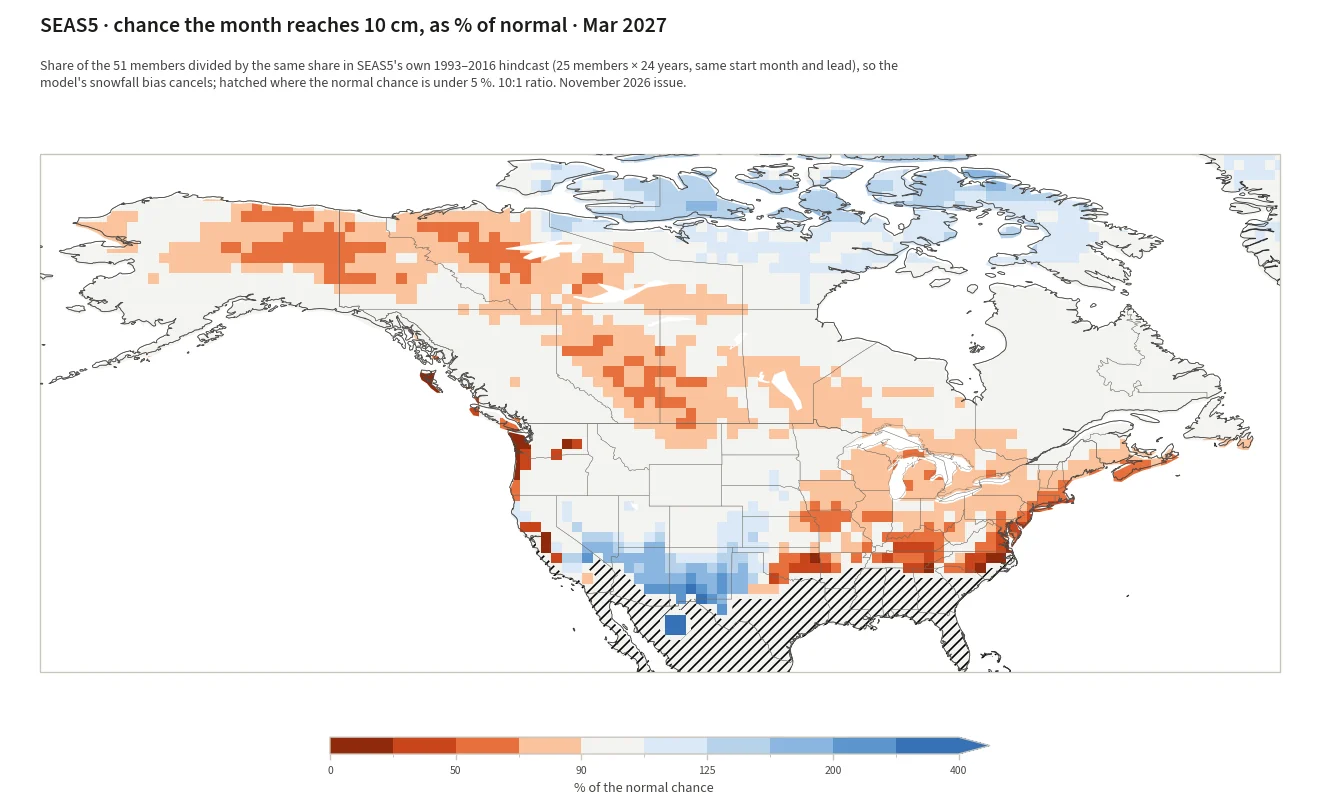 SEAS5 · chance the month reaches 10 cm, as % of normal · Mar 2027
Share of the 51 members divided by the same share in SEAS5's own 1993–2016 hindcast (25 members × 24 years, same start month and lead), so the
model's snowfall bias cancels; hatched where the normal chance is under 5 %. 10:1 ratio. November 2026 issue.
0 50 90 125 200 400
% of the normal chance